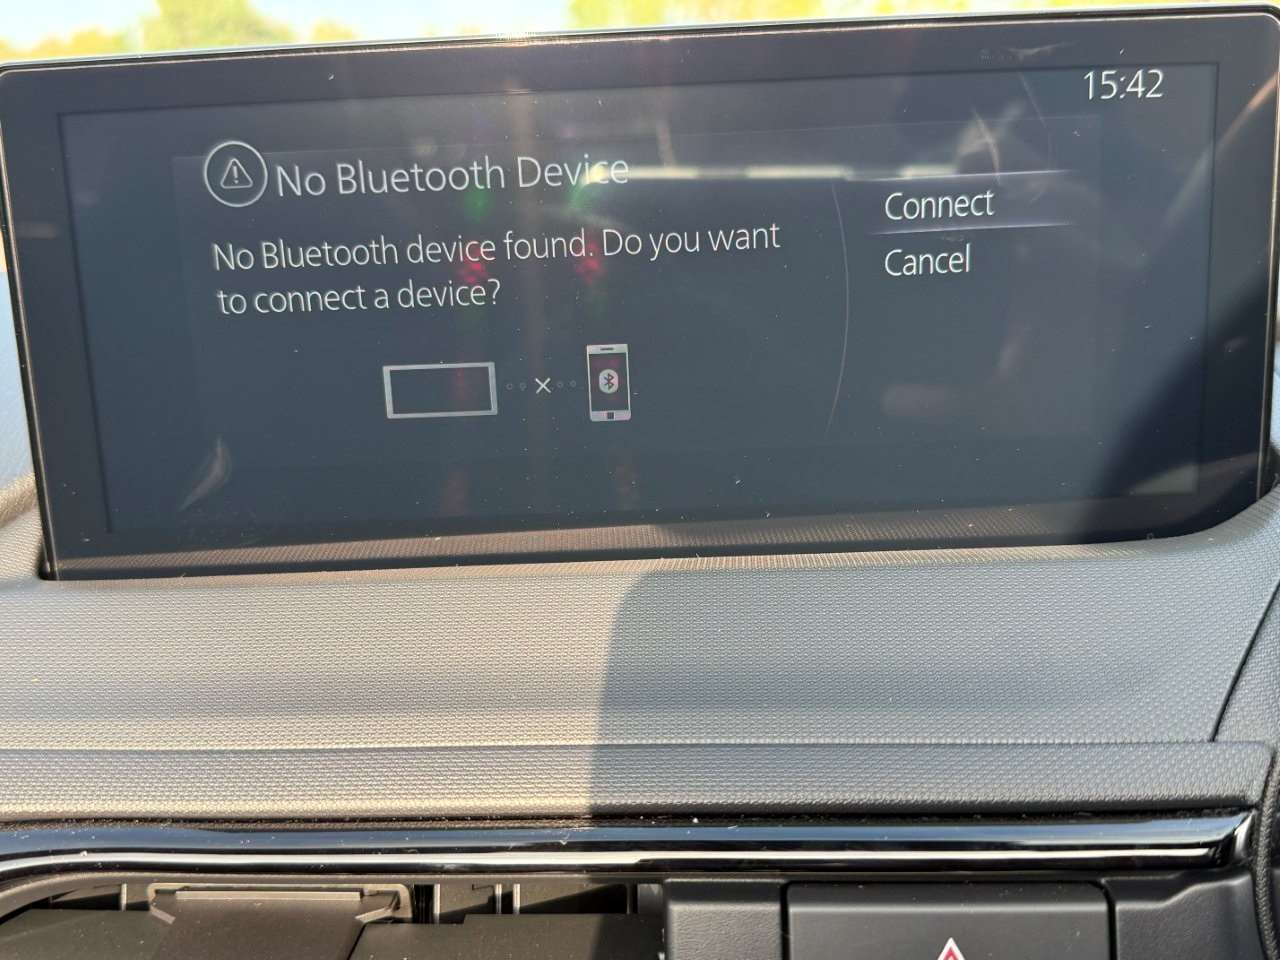 15:42
No Bluetooth Device
No Bluetooth device found. Do you want
to connect a device?
Connect
Cancel